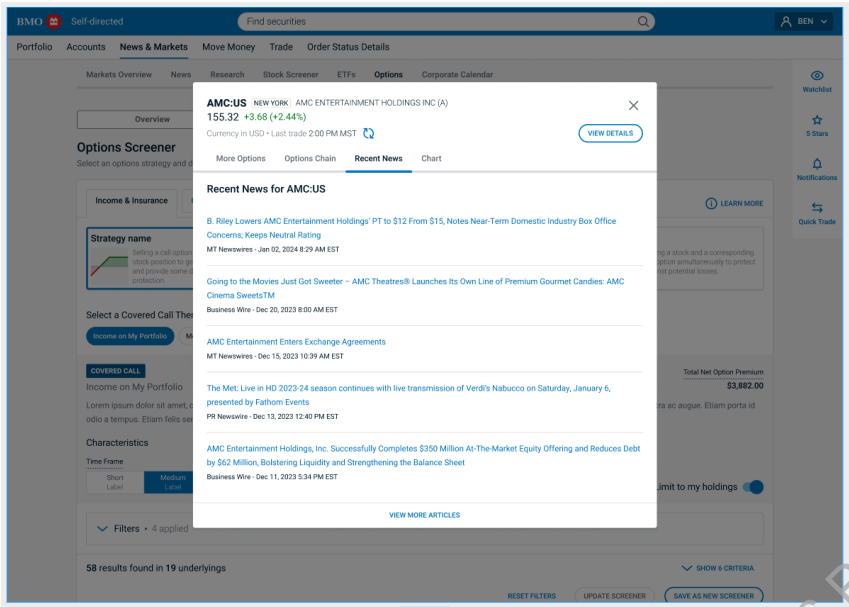 BMO Self-directed
Find securities
BEN
Portfolio Accounts News & Markets Move Money Trade Order Status Details
Markets Overview News Research Stock Screener ETFs Options Corporate Calendar
Watchlist
5 Stars
Notifications
Quick Trade
Overview
Options Screener
Select an options strategy and d
Income & Insurance
LEARN MORE
Strategy name
Selling a call option
stock position to ge
and provide some d
protection.
ng a stock and a corresponding
option simultaneously to protect
nst potential losses.
Select a Covered Call The
Income on My Portfolio
COVERED CALL
Income on My Portfolio
Total Net Option Premium
$3,882.00
Lorem ipsum dolor sit amet, c
odio a tempus. Etiam felis se
tra ac augue. Etiam porta id
Characteristics
Time Frame
Short
Label
Medium
Label
imit to my holdings
Filters • 4 applied
58 results found in 19 underlyings
SHOW 6 CRITERIA
RESET FILTERS UPDATE SCREENER SAVE AS NEW SCREENER
AMC:US NEW YORK AMC ENTERTAINMENT HOLDINGS INC (A)
155.32 +3.68 (+2.44%)
Currency in USD • Last trade 2:00 PM MST
VIEW DETAILS
More Options Options Chain Recent News Chart
Recent News for AMC:US
B. Riley Lowers AMC Entertainment Holdings' PT to $12 From $15, Notes Near-Term Domestic Industry Box Office
Concerns; Keeps Neutral Rating
MT Newswires - Jan 02, 2024 8:29 AM EST
Going to the Movies Just Got Sweeter – AMC Theatres® Launches Its Own Line of Premium Gourmet Candies: AMC
Cinema SweetsTM
Business Wire - Dec 20, 2023 8:00 AM EST
AMC Entertainment Enters Exchange Agreements
MT Newswires - Dec 15, 2023 10:39 AM EST
The Met: Live in HD 2023-24 season continues with live transmission of Verdi's Nabucco on Saturday, January 6,
presented by Fathom Events
PR Newswire - Dec 13, 2023 12:40 PM EST
AMC Entertainment Holdings, Inc. Successfully Completes $350 Million At-The-Market Equity Offering and Reduces Debt
by $62 Million, Bolstering Liquidity and Strengthening the Balance Sheet
Business Wire - Dec 11, 2023 5:34 PM EST
VIEW MORE ARTICLES